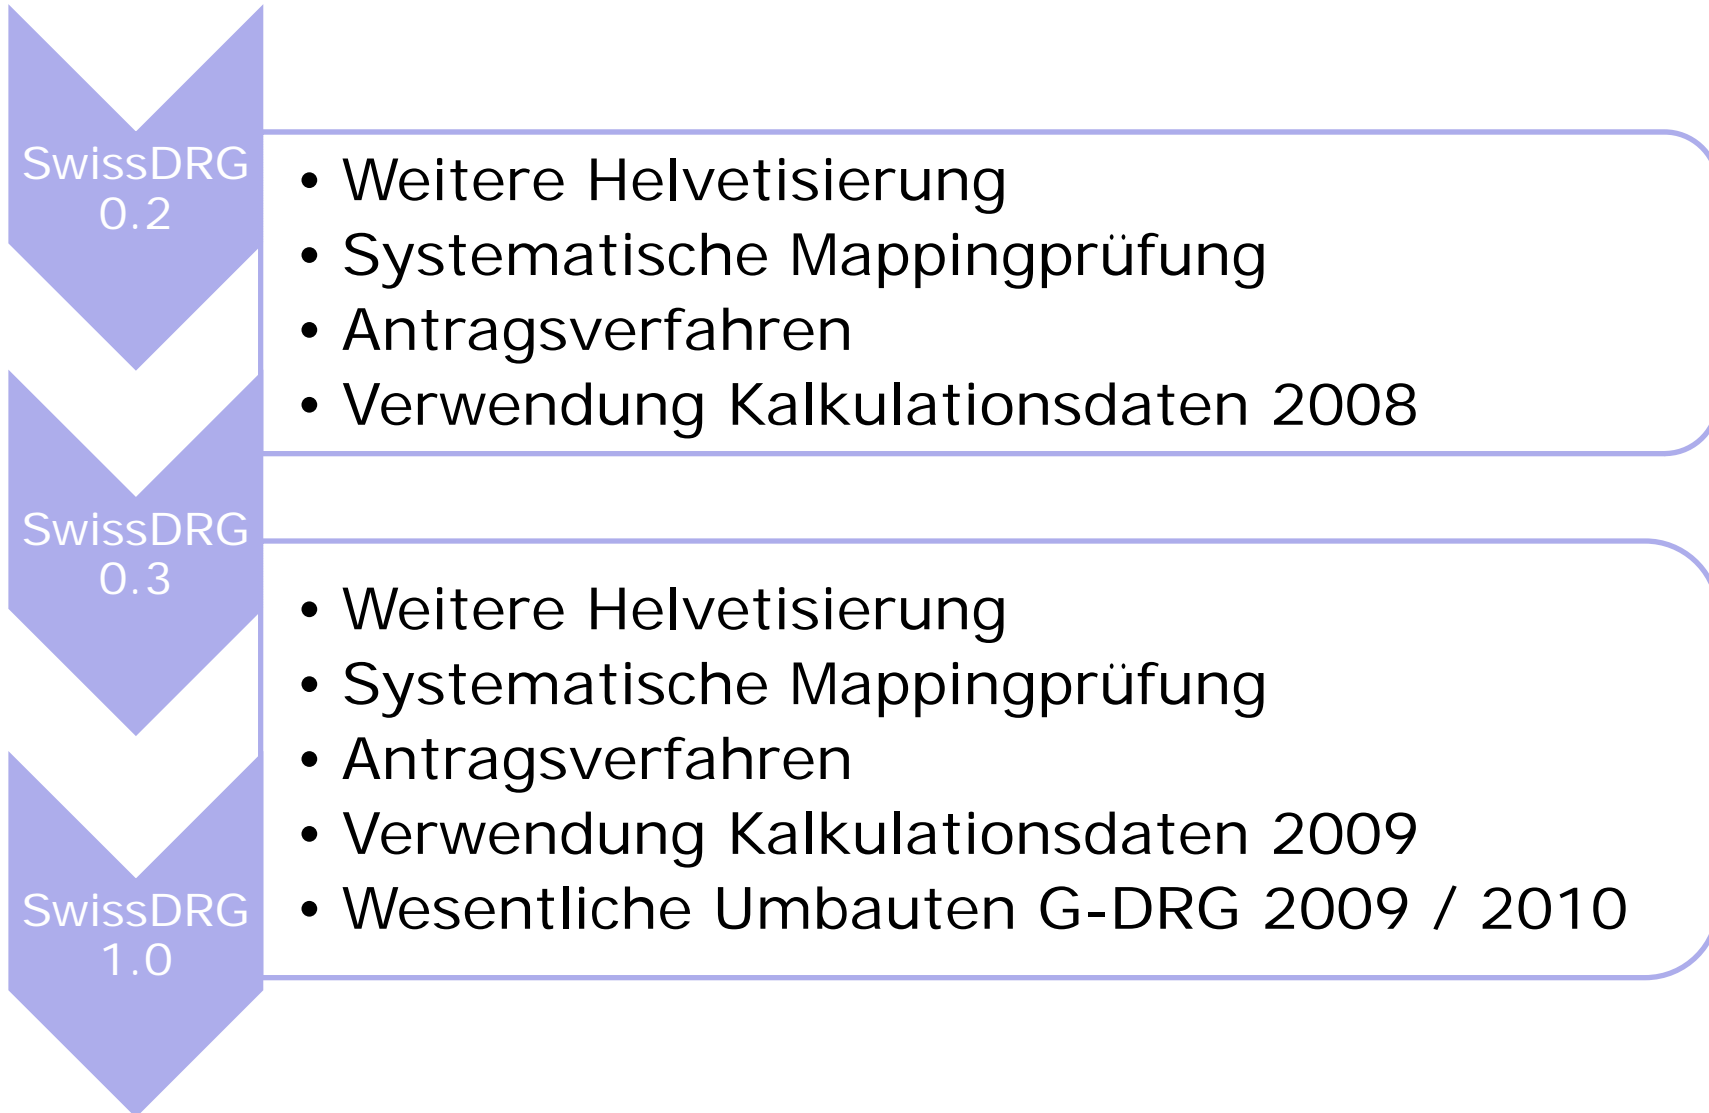 SwissDRG
0.2
• Weitere Helvetisierung
• Systematische Mappingprüfung
• Antragsverfahren
• Verwendung Kalkulationsdaten 2008
SwissDRG
0.3
• Weitere Helvetisierung
• Systematische Mappingprüfung
• Antragsverfahren
• Verwendung Kalkulationsdaten 2009
• Wesentliche Umbauten G-DRG 2009 / 2010
SwissDRG
1.0